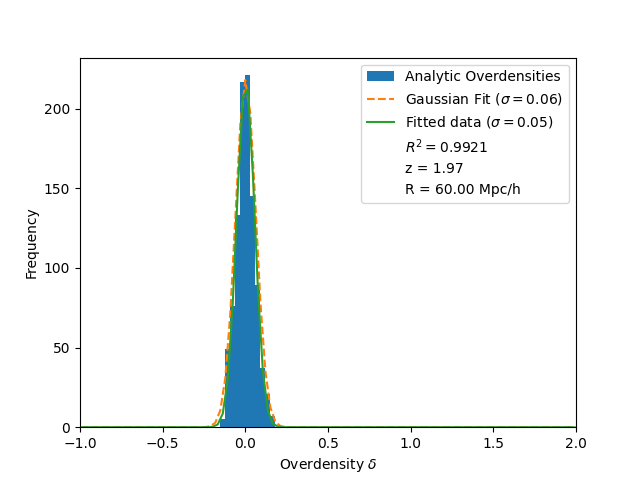 Analytic Overdensities
Gaussian Fit (σ = 0.06)
Fitted data (σ = 0.05)
R² = 0.9921
z = 1.97
R = 60.00 Mpc/h
Frequency
200
150
100
50
0
−1.0 −0.5 0.0 0.5 1.0 1.5 2.0
Overdensity δ